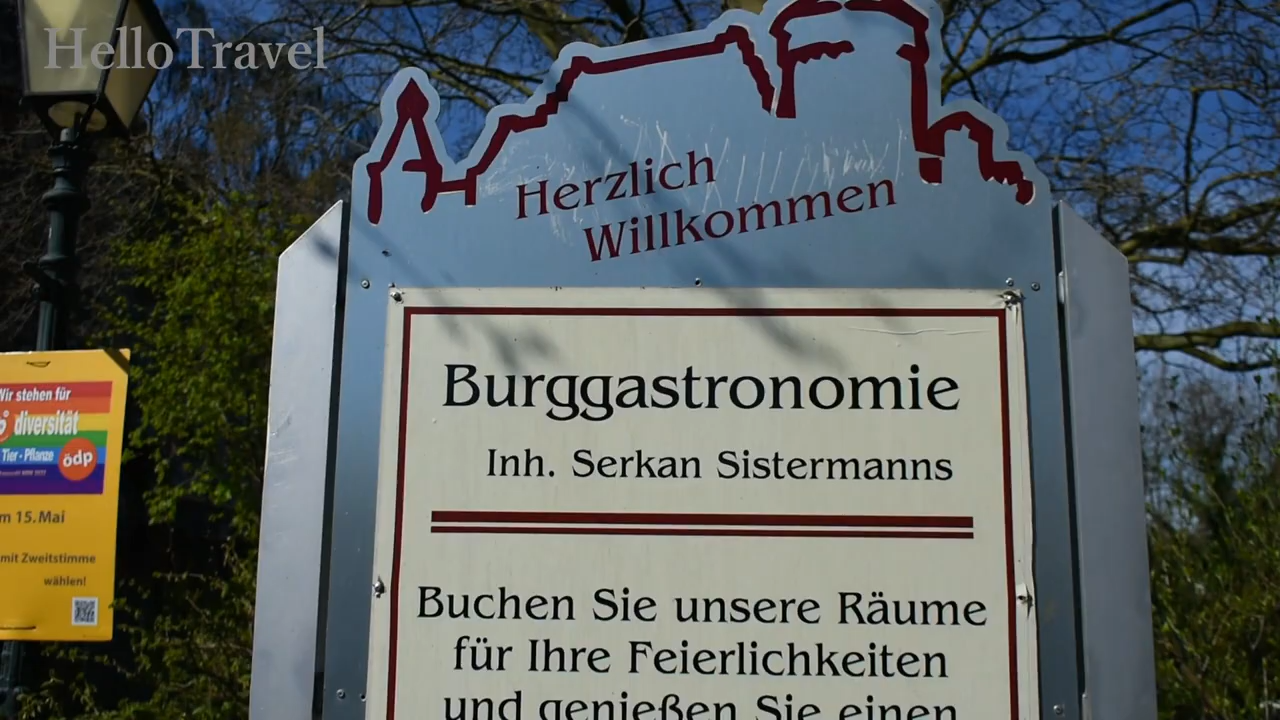 HelloTravel
Herzlich
Willkommen
Burggastronomie
Inh. Serkan Sistermanns
Buchen Sie unsere Räume
für Ihre Feierlichkeiten
und genießen Sie einen
Wir stehen für
diversität
Tier - Pflanze
ödp
m 15. Mai
mit Zweitstimme
wählen!